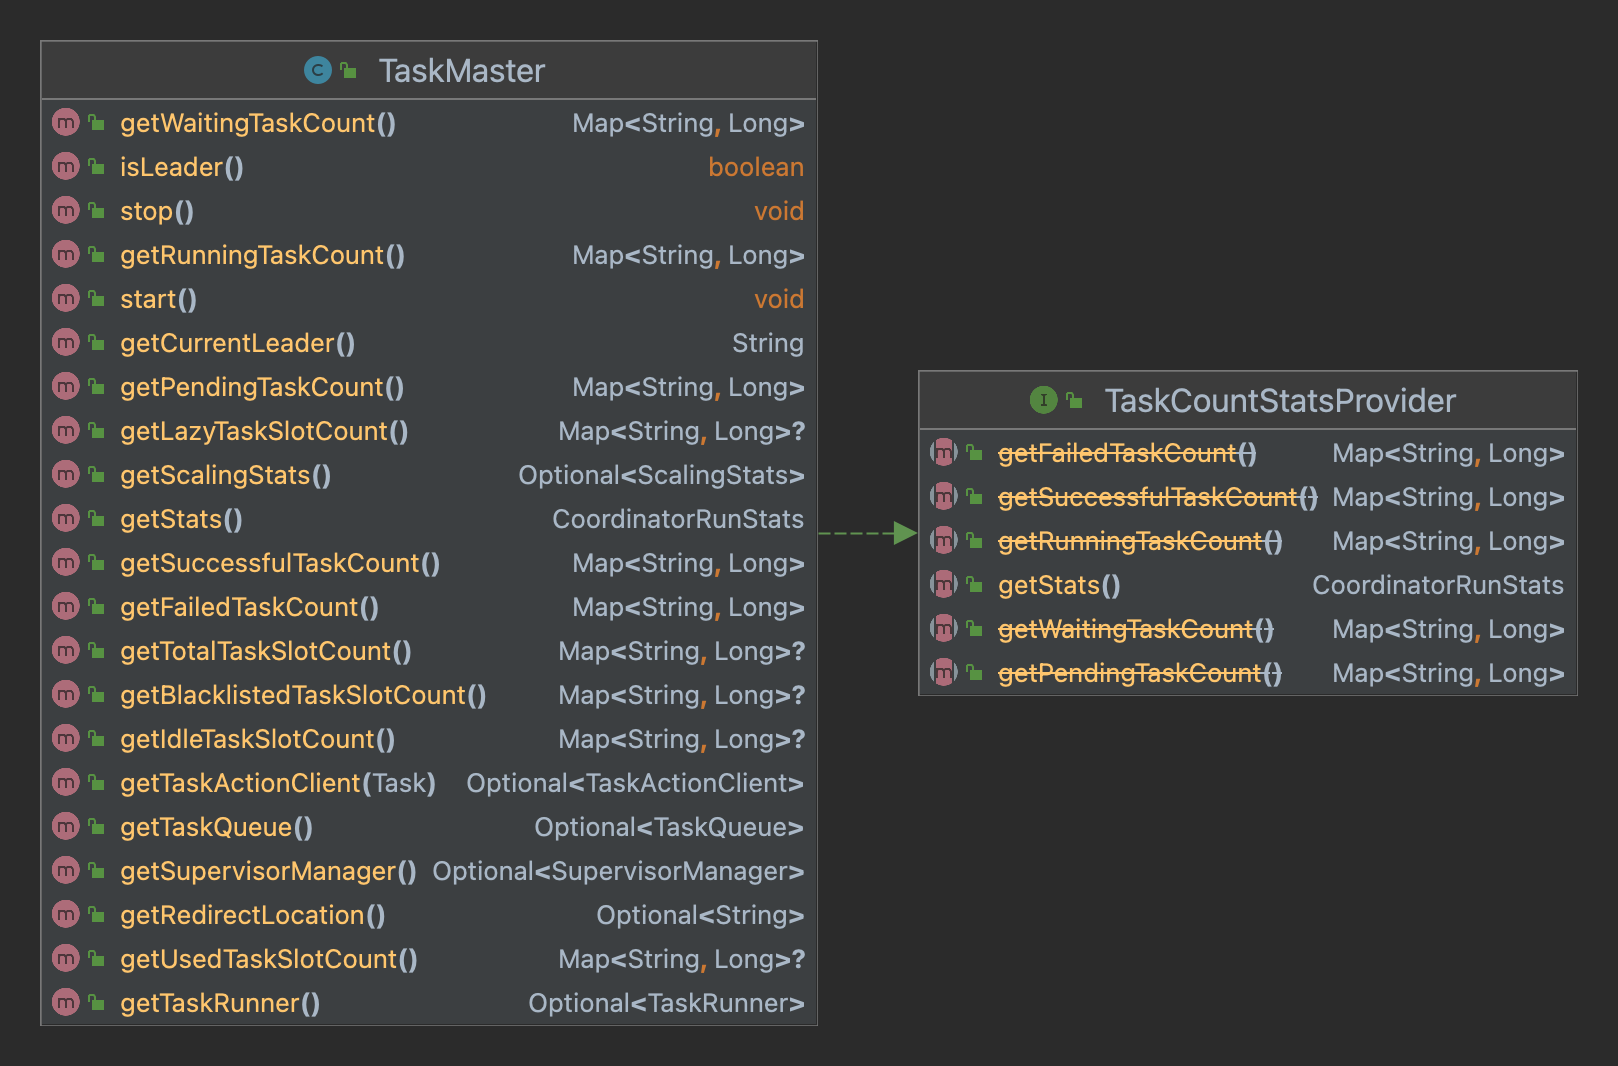 C TaskMaster
m getWaitingTaskCount() Map<String, Long>
m isLeader() boolean
m stop() void
m getRunningTaskCount() Map<String, Long>
m start() void
m getCurrentLeader() String
m getPendingTaskCount() Map<String, Long>
m getLazyTaskSlotCount() Map<String, Long>?
m getScalingStats() Optional<ScalingStats>
m getStats() CoordinatorRunStats
m getSuccessfulTaskCount() Map<String, Long>
m getFailedTaskCount() Map<String, Long>
m getTotalTaskSlotCount() Map<String, Long>?
m getBlacklistedTaskSlotCount() Map<String, Long>?
m getIdleTaskSlotCount() Map<String, Long>?
m getTaskActionClient(Task) Optional<TaskActionClient>
m getTaskQueue() Optional<TaskQueue>
m getSupervisorManager() Optional<SupervisorManager>
m getRedirectLocation() Optional<String>
m getUsedTaskSlotCount() Map<String, Long>?
m getTaskRunner() Optional<TaskRunner>
I TaskCountStatsProvider
m getFailedTaskCount() Map<String, Long>
m getSuccessfulTaskCount() Map<String, Long>
m getRunningTaskCount() Map<String, Long>
m getStats() CoordinatorRunStats
m getWaitingTaskCount() Map<String, Long>
m getPendingTaskCount() Map<String, Long>